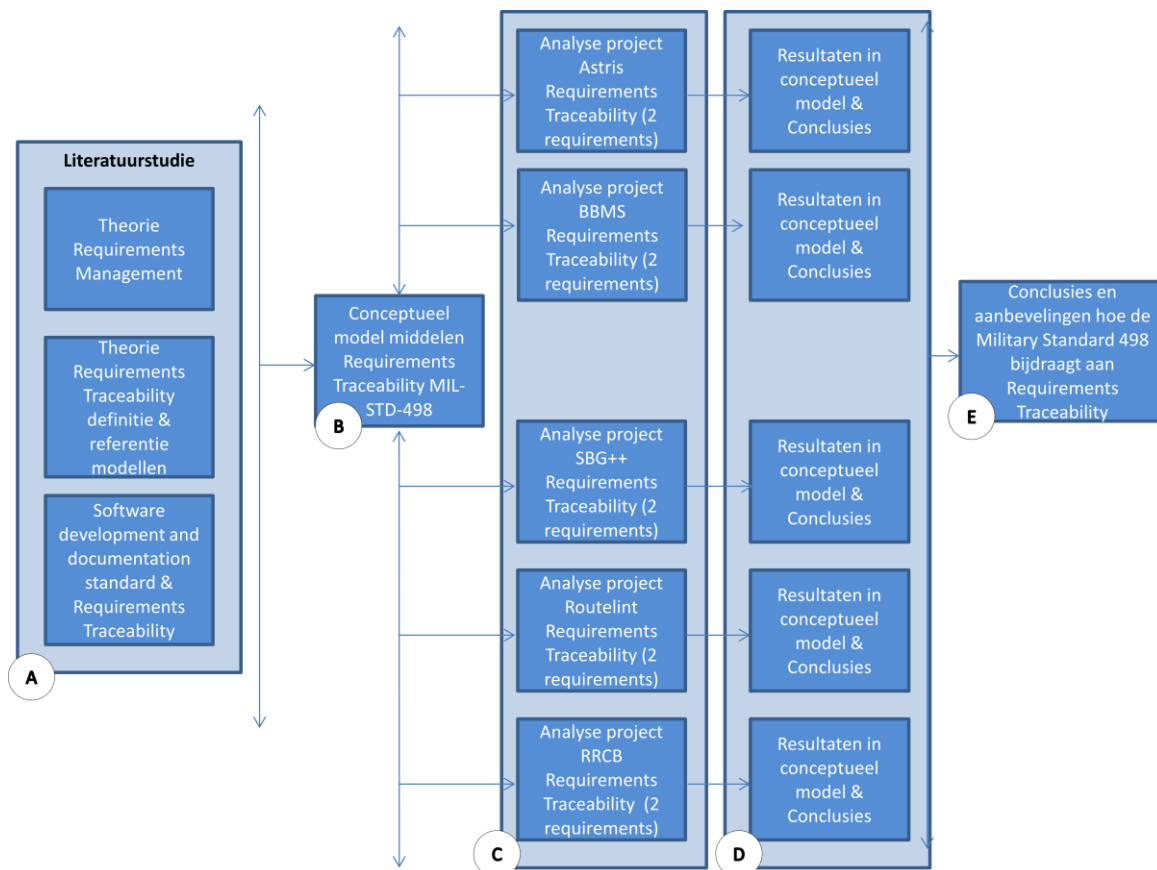 Literatuurstudie
Theorie
Requirements
Management
Theorie
Requirements
Traceability
definitie &
referentie
modellen
Software
development and
documentation
standard &
Requirements
Traceability
A
Conceptueel
model middelen
Requirements
Traceability MIL-
STD-498
B
Analyse project
Astris
Requirements
Traceability (2
requirements)
Analyse project
BBMS
Requirements
Traceability (2
requirements)
Analyse project
SBG++
Requirements
Traceability (2
requirements)
Analyse project
Routelint
Requirements
Traceability (2
requirements)
Analyse project
RRCB
Requirements
Traceability (2
requirements)
C
Resultaten in
conceptueel
model &
Conclusies
Resultaten in
conceptueel
model &
Conclusies
Resultaten in
conceptueel
model &
Conclusies
Resultaten in
conceptueel
model &
Conclusies
Resultaten in
conceptueel
model &
Conclusies
D
Conclusies en
aanbevelingen hoe de
Military Standard 498
bijdraagt aan
Requirements
Traceability
E